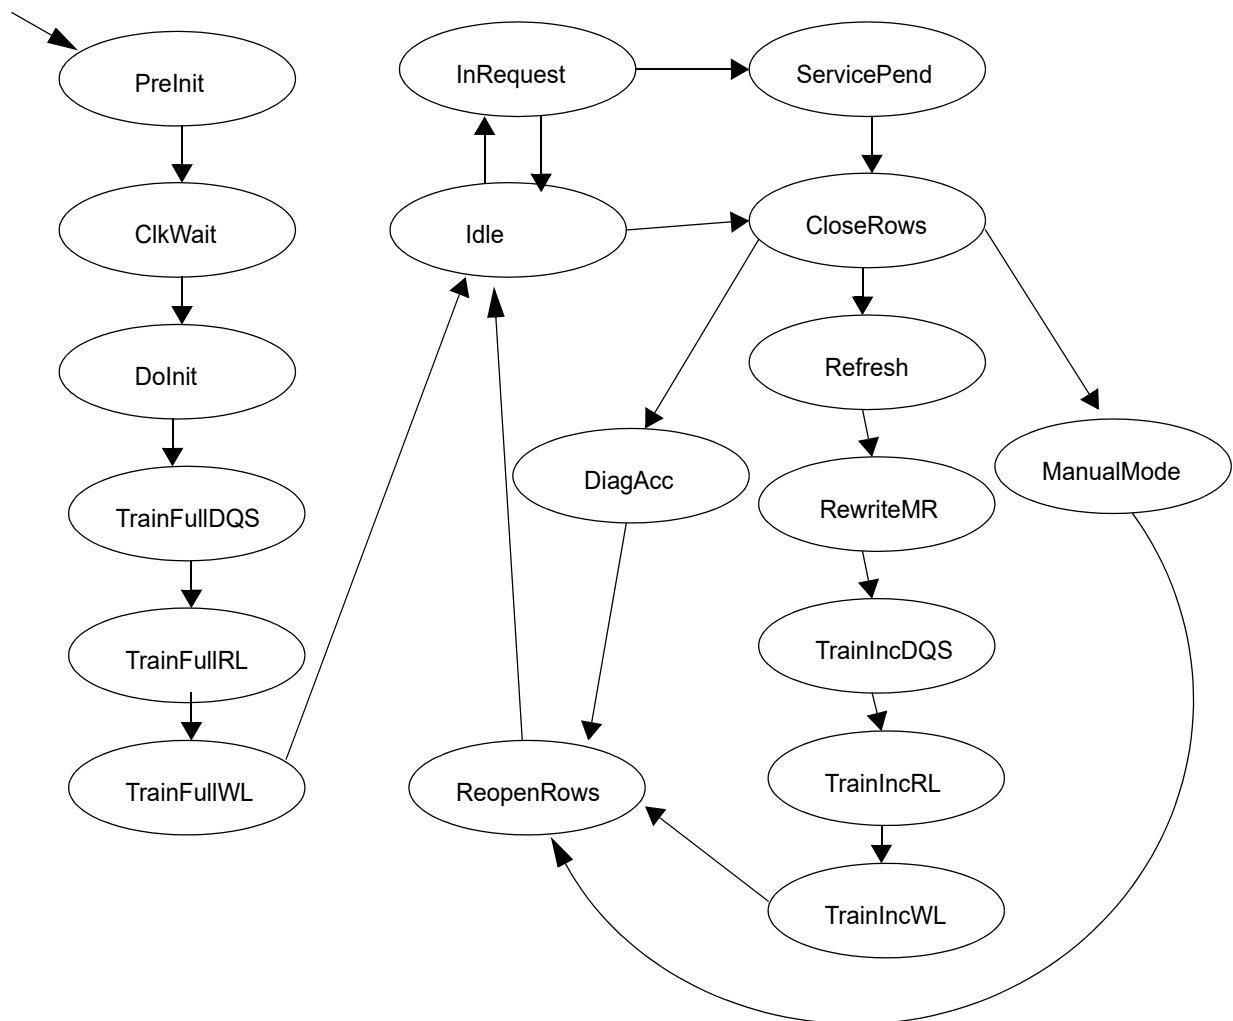 PreInit
InRequest
ServicePend
ClkWait
Idle
CloseRows
DoInit
Refresh
DiagAcc
ManualMode
TrainFullDQS
RewriteMR
TrainFullRL
TrainIncDQS
TrainFullWL
ReopenRows
TrainIncRL
TrainIncWL